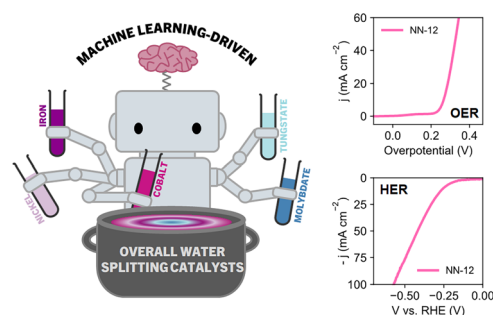 MACHINE LEARNING-DRIVEN
IRON
NICKEL
COBALT
TUNGSTATE
MOLYBDATE
OVERALL WATER
SPLITTING CATALYSTS
60
40
20
0
j (mA cm⁻²)
NN-12
OER
0.0
0.2
0.4
Overpotential (V)
0
25
50
75
100
- j (mA cm⁻²)
HER
NN-12
−0.50
−0.25
0.00
V vs. RHE (V)